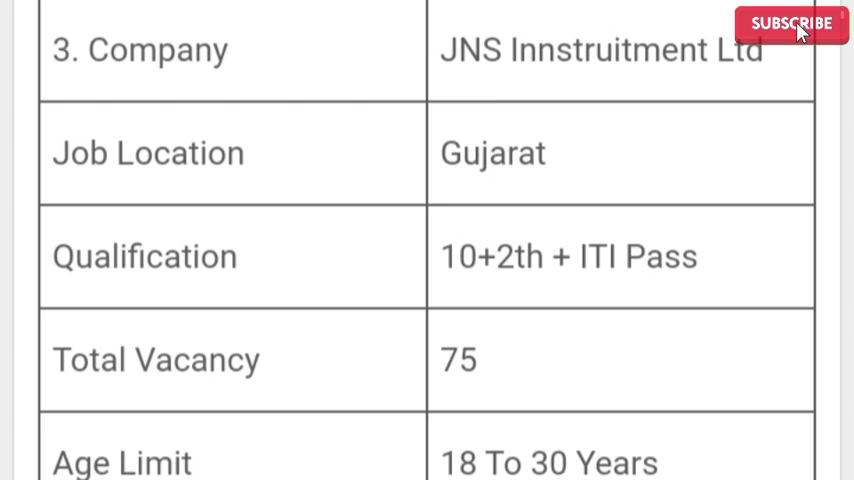 SUBSCRIBE
3. Company JNS Innstruitment Ltd
Job Location Gujarat
Qualification 10+2th + ITI Pass
Total Vacancy 75
Age Limit 18 To 30 Years